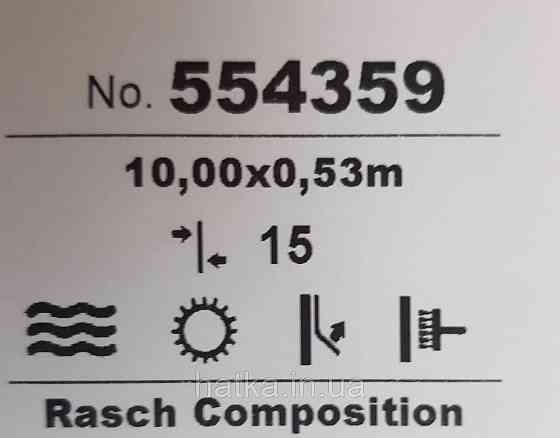 No. 554359
10,00x0,53m
15
hatka.in.ua
Rasch Composition